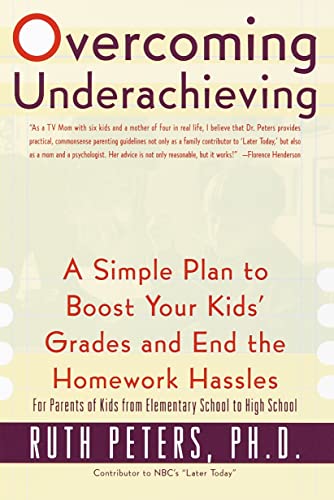 Overcoming
Underachieving
"As a TV Mom with six kids and a mother of four in real life, I believe that Dr. Peters provides
practical, commonsense parenting guidelines not only as a family contributor to 'Later Today,' but also
as a mom and a psychologist. Her advice is not only reasonable, but it works!" —Florence Henderson
A Simple Plan to
Boost Your Kids'
Grades and End the
Homework Hassles
For Parents of Kids from Elementary School to High School
RUTH PETERS, PH.D.
Contributor to NBC's "Later Today"